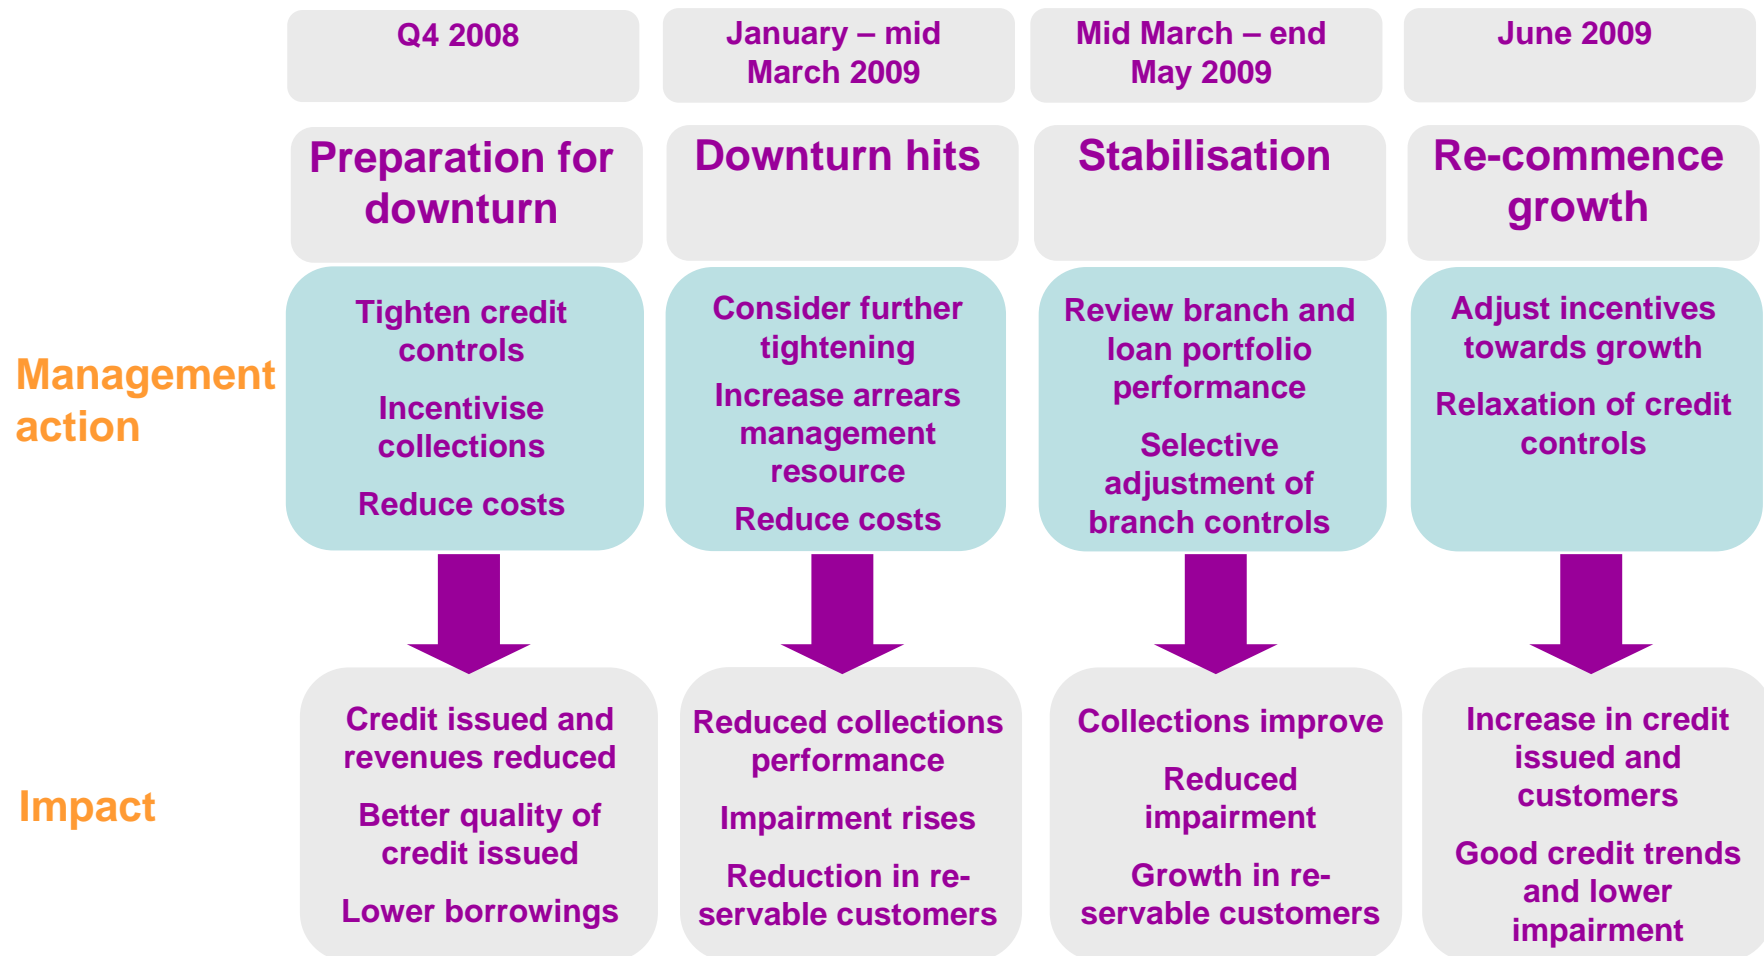 Q4 2008
January – mid
March 2009
Mid March – end
May 2009
June 2009
Preparation for
downturn
Downturn hits
Stabilisation
Re-commence
growth
Management
action
Tighten credit
controls
Incentivise
collections
Reduce costs
Consider further
tightening
Increase arrears
management
resource
Reduce costs
Review branch and
loan portfolio
performance
Selective
adjustment of
branch controls
Adjust incentives
towards growth
Relaxation of credit
controls
Impact
Credit issued and
revenues reduced
Better quality of
credit issued
Lower borrowings
Reduced collections
performance
Impairment rises
Reduction in re-
servable customers
Collections improve
Reduced
impairment
Growth in re-
servable customers
Increase in credit
issued and
customers
Good credit trends
and lower
impairment